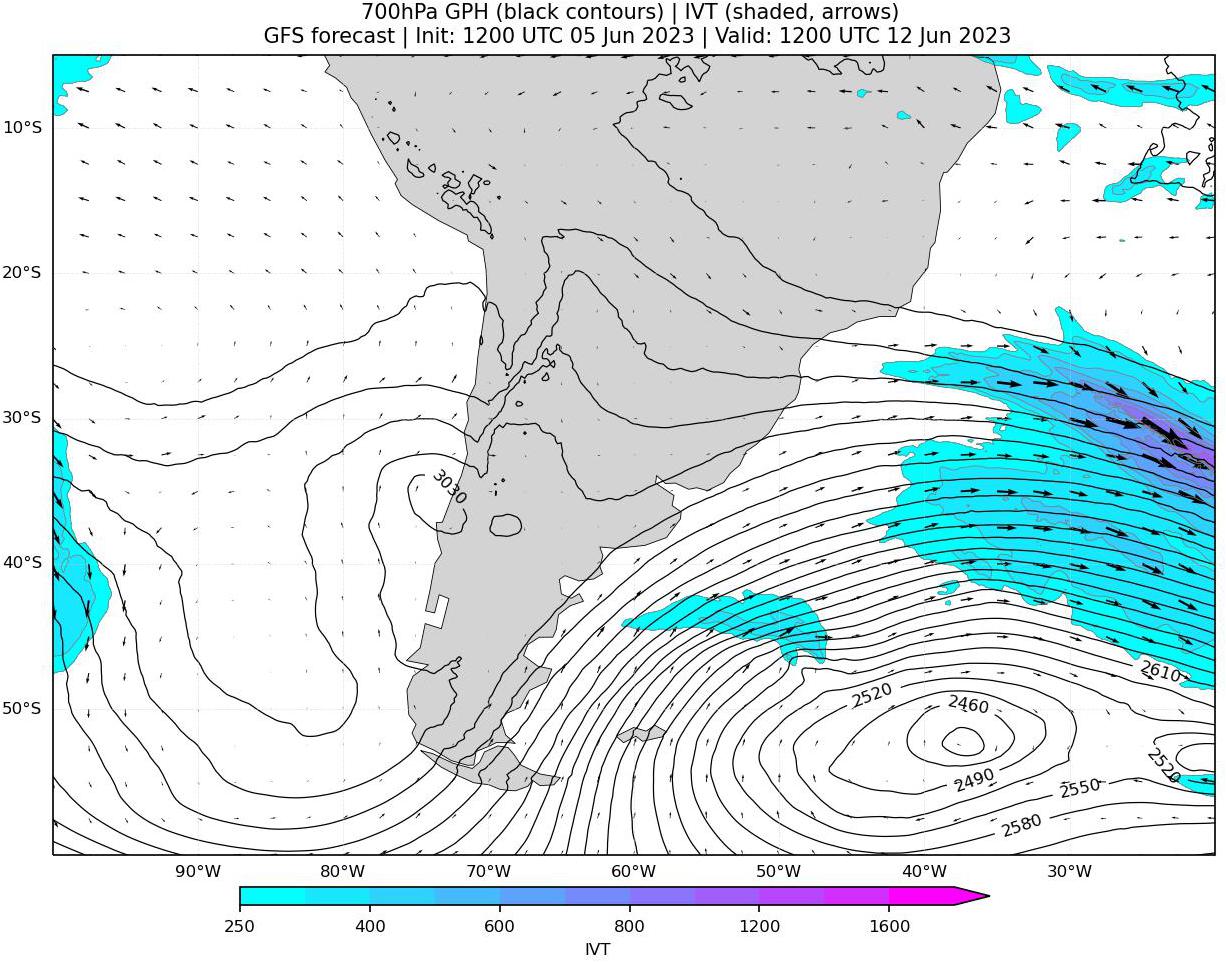 700hPa GPH (black contours) | IVT (shaded, arrows)
GFS forecast | Init: 1200 UTC 05 Jun 2023 | Valid: 1200 UTC 12 Jun 2023
10°S
20°S
30°S
3030
40°S
2610
50°S
2520
2460
2520
2490
2550
2580
90°W
80°W
70°W
60°W
50°W
40°W
30°W
250
400
600
800
1200
1600
IVT